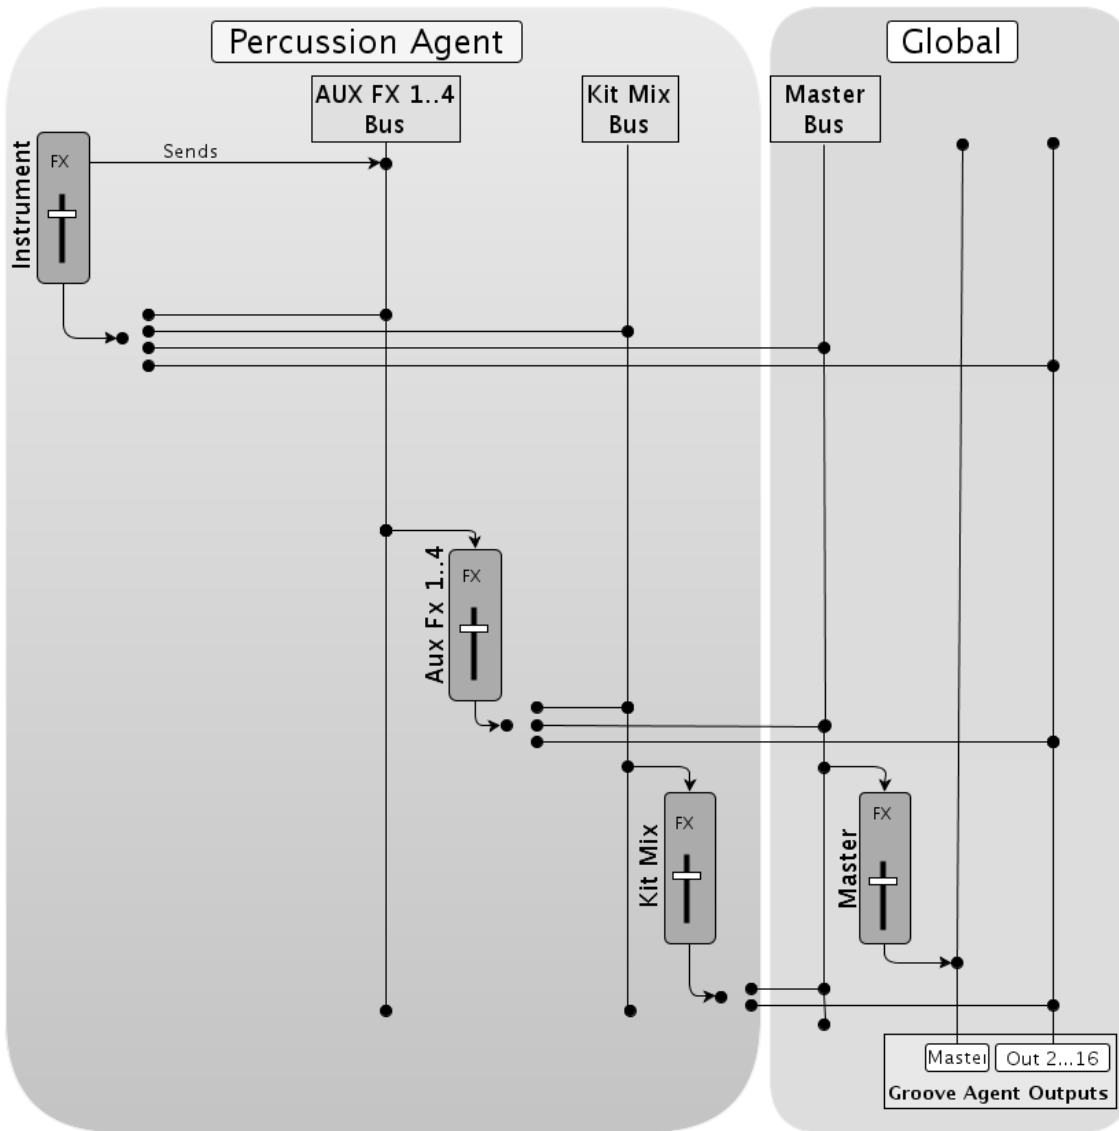 Percussion Agent
Global
AUX FX 1..4
Bus
Kit Mix
Bus
Master
Bus
Instrument
FX
Sends
Aux Fx 1..4
FX
Kit Mix
FX
Master
FX
Master
Out 2...16
Groove Agent Outputs